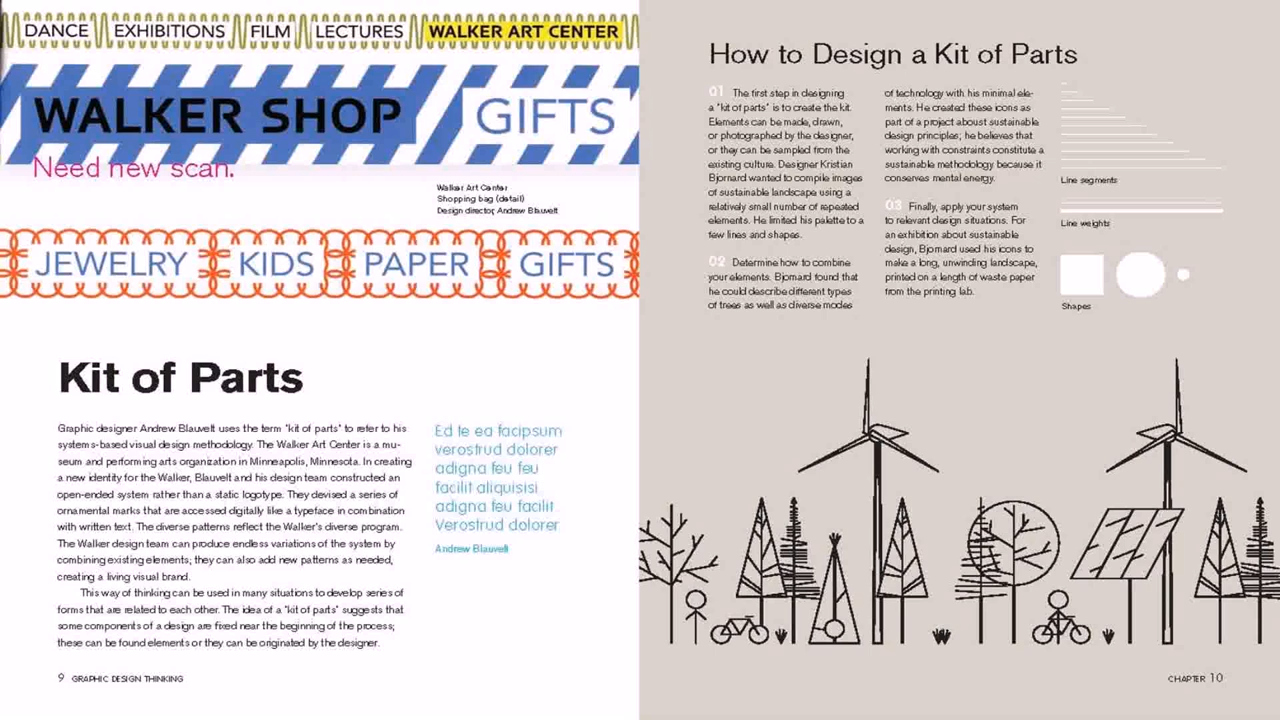 DANCE EXHIBITIONS FILM LECTURES WALKER ART CENTER
WALKER SHOP GIFTS
Need new scan.
Walker Art Center
Shopping bag (detail)
Design director, Andrew Blauvelt
JEWELRY KIDS PAPER GIFTS
Kit of Parts
Graphic designer Andrew Blauvelt uses the term "kit of parts" to refer to his
systems-based visual design methodology. The Walker Art Center is a mu-
seum and performing arts organization in Minneapolis, Minnesota. In creating
a new identity for the Walker, Blauvelt and his design team constructed an
open-ended system rather than a static logotype. They devised a series of
ornamental marks that are accessed digitally like a typeface in combination
with written text. The diverse patterns reflect the Walker's diverse program.
The Walker design team can produce endless variations of the system by
combining existing elements; they can also add new patterns as needed,
creating a living visual brand.
This way of thinking can be used in many situations to develop series of
forms that are related to each other. The idea of a "kit of parts" suggests that
some components of a design are fixed near the beginning of the process;
these can be found elements or they can be originated by the designer.
Ed te ea facipsum
verostrud dolorer
adigna feu feu
facilit aliquisisi
adigna feu facilit
Verostrud dolorer
Andrew Blauvelt
9 GRAPHIC DESIGN THINKING
How to Design a Kit of Parts
01 The first step in designing
a "kit of parts" is to create the kit.
Elements can be made, drawn,
or photographed by the designer,
or they can be sampled from the
existing culture. Designer Kristian
Bjornard wanted to compile images
of sustainable landscape using a
relatively small number of repeated
elements. He limited his palette to a
few lines and shapes.
02 Determine how to combine
your elements. Bjornard found that
he could describe different types
of trees as well as diverse modes
of technology with his minimal ele-
ments. He created these icons as
part of a project aboust sustainable
design principles; he believes that
working with constraints constitute a
sustainable methodology because it
conserves mental energy.
03 Finally, apply your system
to relevant design situations. For
an exhibition about sustainable
design, Bjornard used his icons to
make a long, unwinding landscape,
printed on a length of waste paper
from the printing lab.
Line segments
Line weights
Shapes
CHAPTER 10